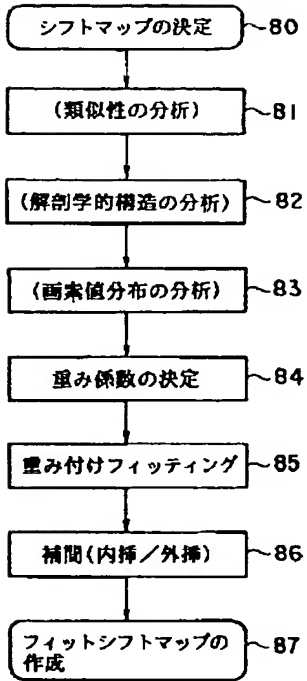 シフトマップの決定 80
(類似性の分析) 81
(解剖学的構造の分析) 82
(画素値分布の分析) 83
重み係数の決定 84
重み付けフィッティング 85
補間(内挿/外挿) 86
フィットシフトマップの
作成 87